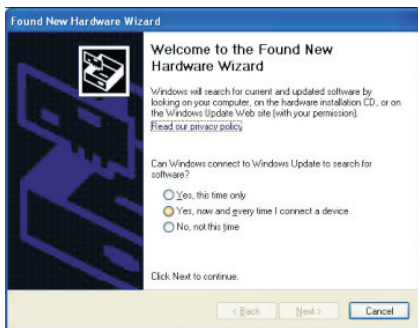 Found New Hardware Wizard
Welcome to the Found New
Hardware Wizard
Windows will search for current and updated software by
looking on your computer, on the hardware installation CD, or on
the Windows Update Web site (with your permission).
Read our privacy policy
Can Windows connect to Windows Update to search for
software?
Yes, this time only
Yes, now and every time I connect a device
No, not this time
Click Next to continue.
< Back
Next >
Cancel